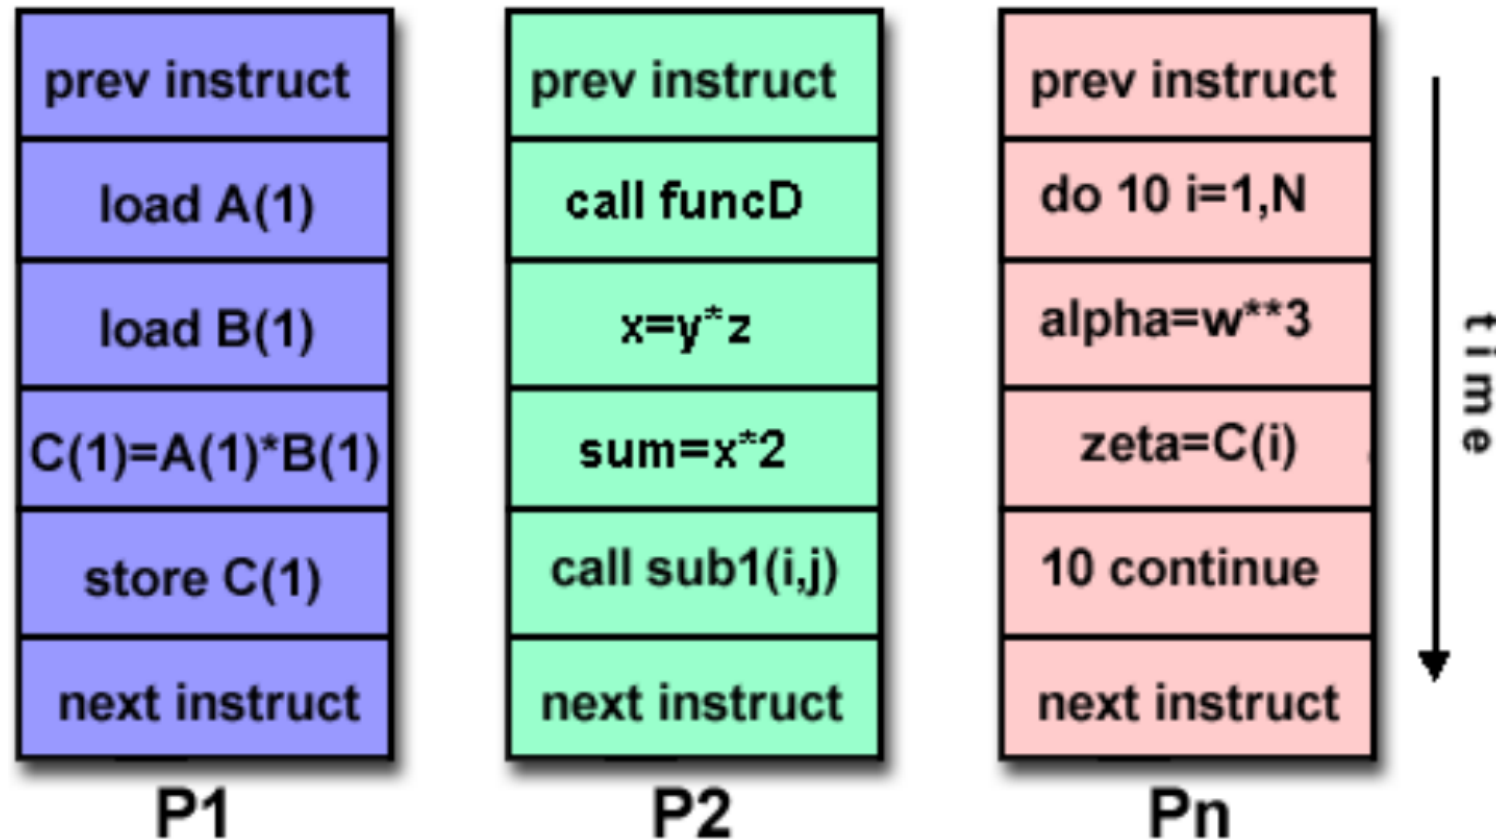 prev instruct
load A(1)
load B(1)
C(1)=A(1)*B(1)
store C(1)
next instruct
P1
prev instruct
call funcD
x=y*z
sum=x*2
call sub1(i,j)
next instruct
P2
prev instruct
do 10 i=1,N
alpha=w**3
zeta=C(i)
10 continue
next instruct
Pn
time